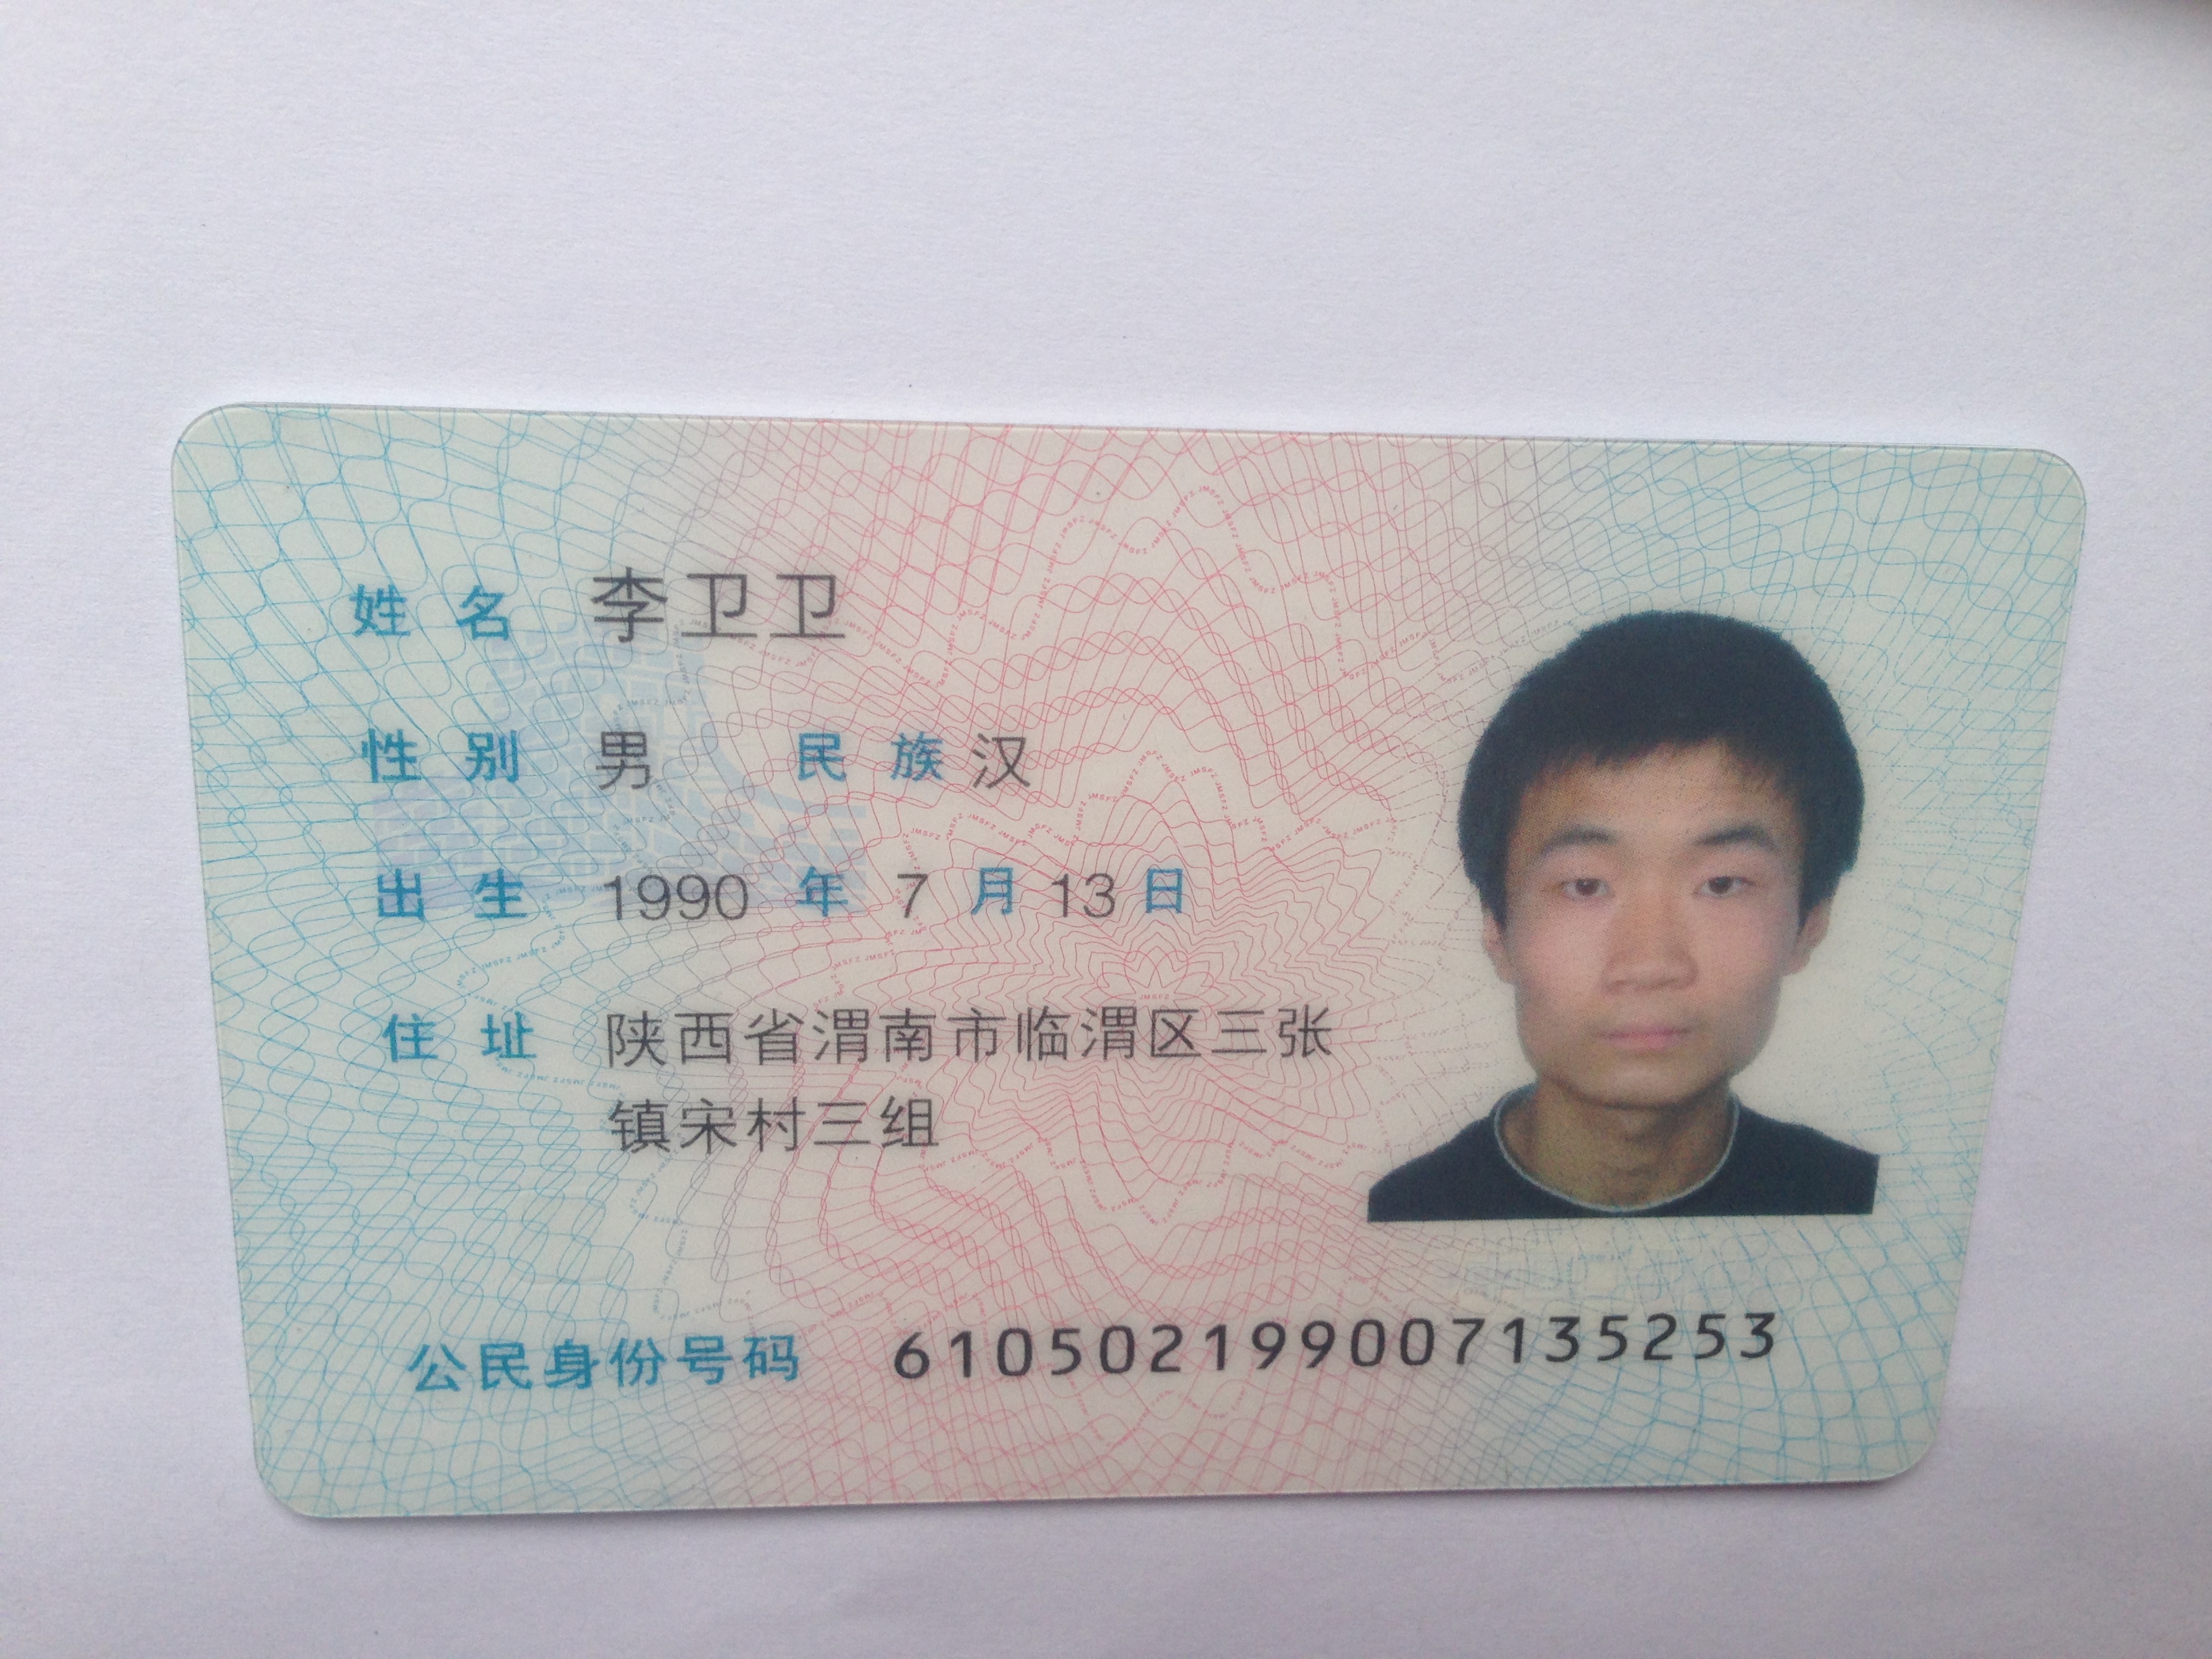 姓名 李卫卫
性别 男 民族 汉
出生 1990 年 7 月 13 日
住址 陕西省渭南市临渭区三张
镇宋村三组
公民身份号码 610502199007135253